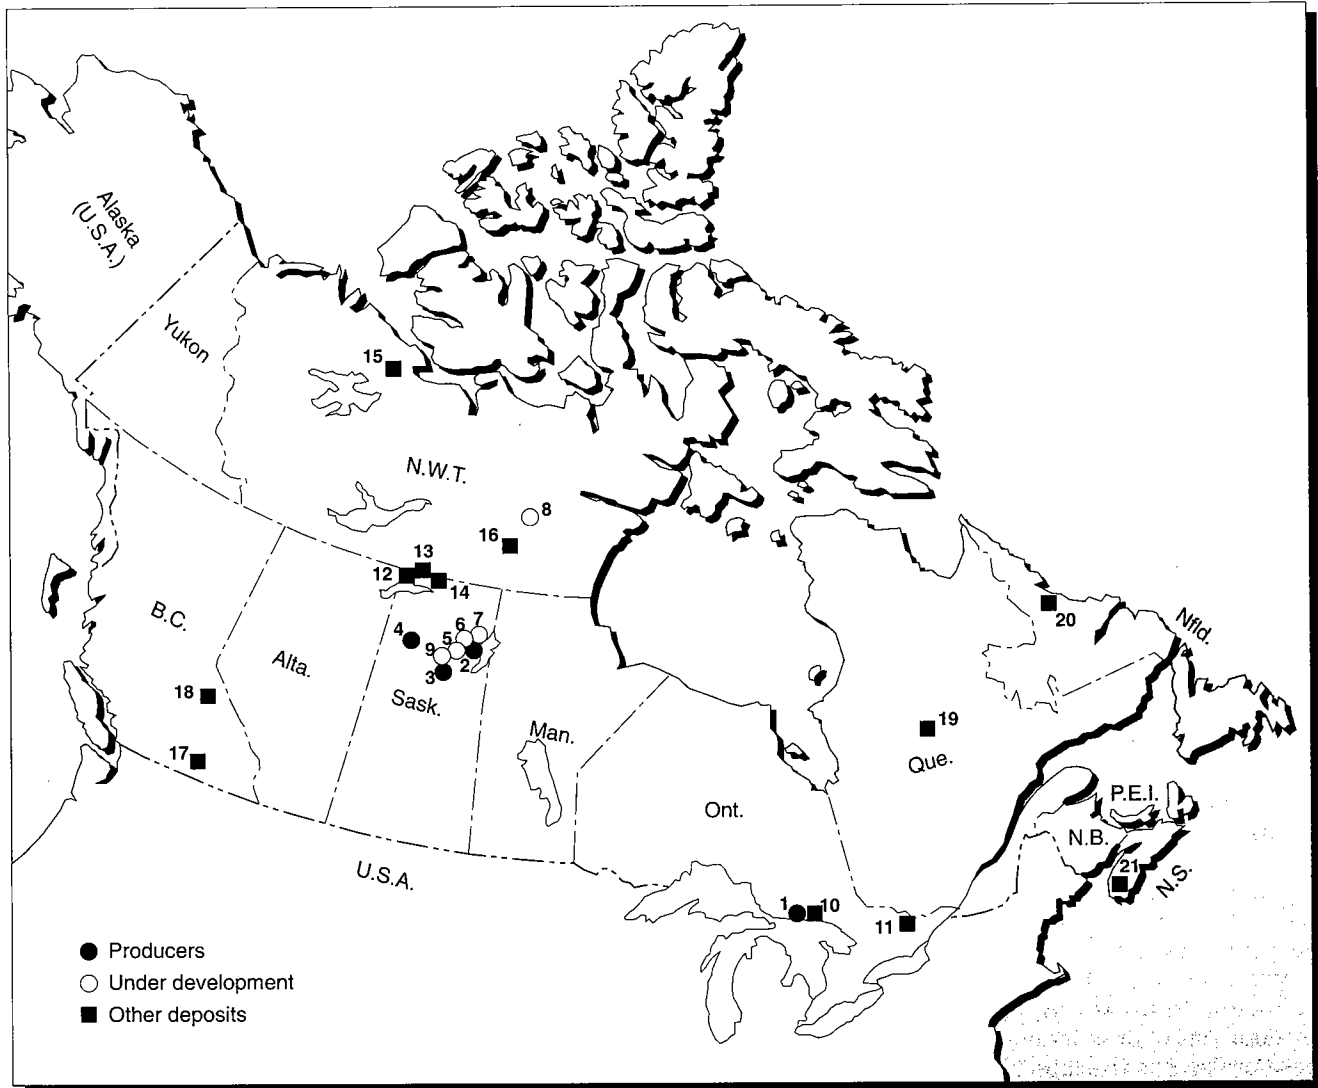 Alaska
(U.S.A.)
Yukon
15
N.W.T.
8
16
13
12
14
20
Nfld.
B.C.
4
7
6
5
9
2
3
Alta.
Sask.
18
17
Man.
19
Que.
Ont.
P.E.I.
N.B.
21
N.S.
U.S.A.
1
10
11
Producers
Under development
Other deposits